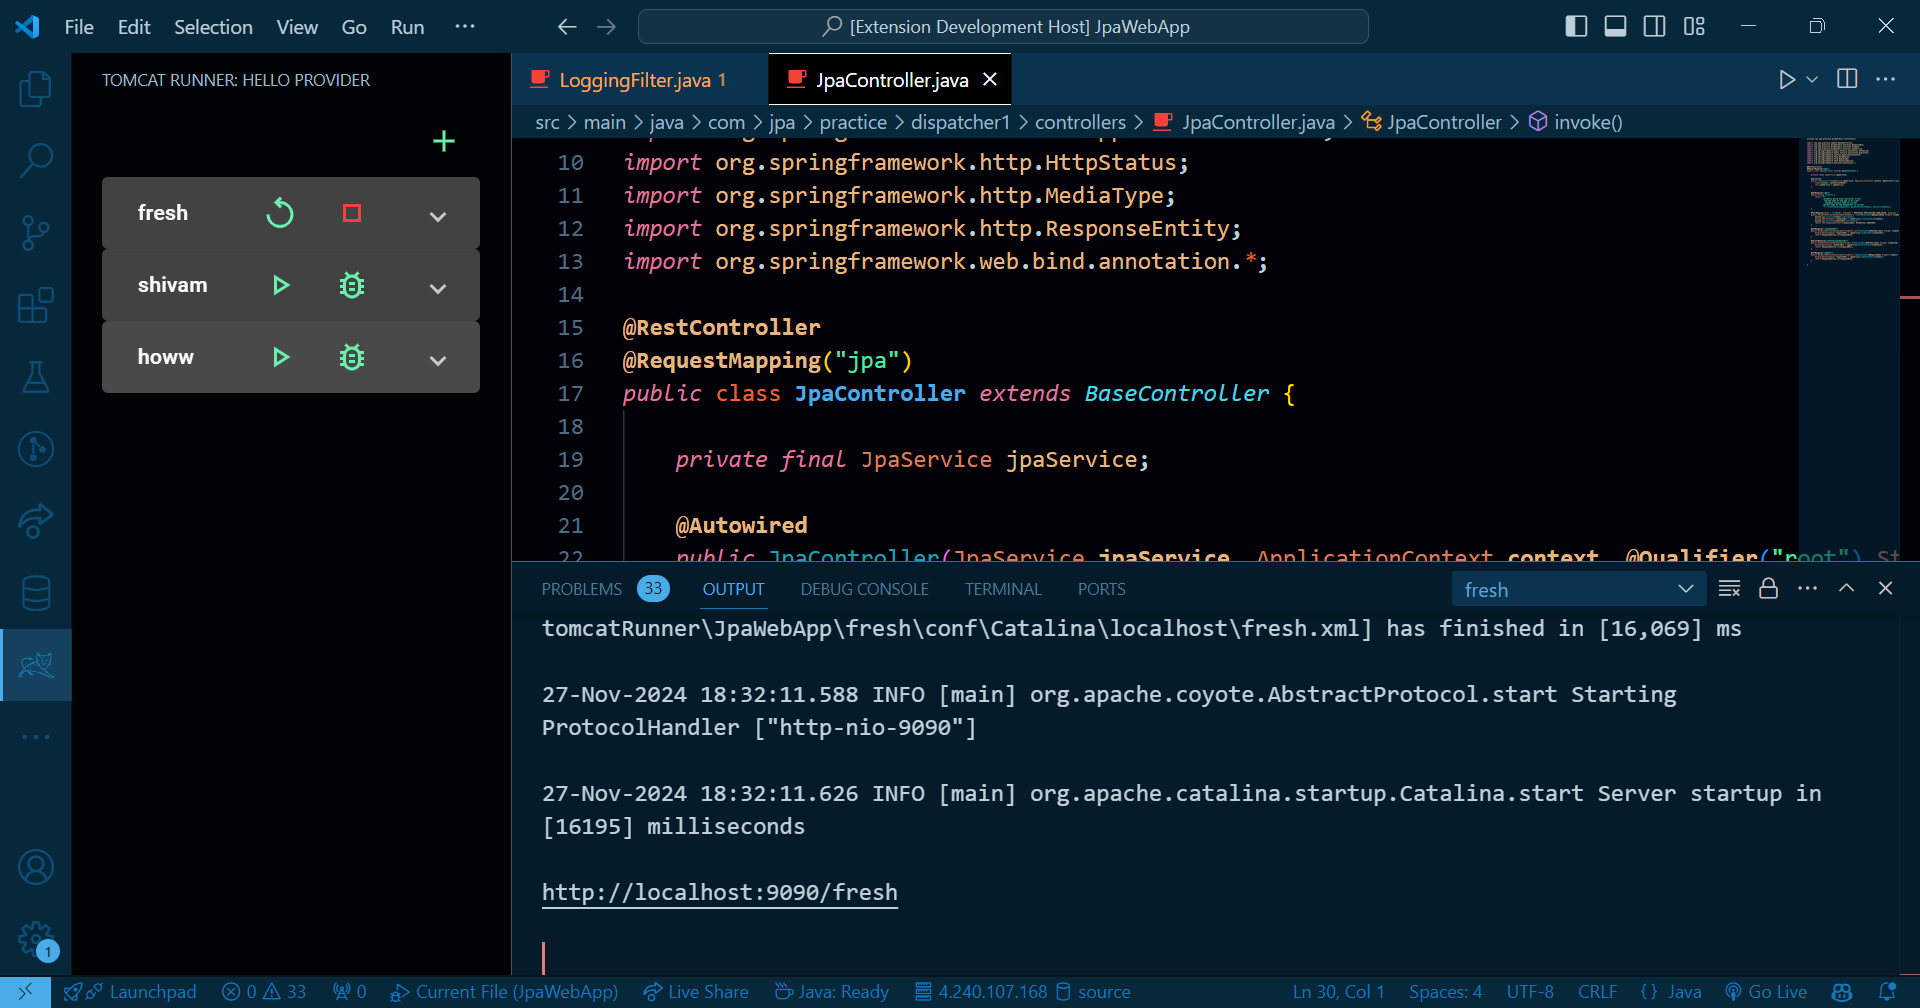 File Edit Selection View Go Run ···
[Extension Development Host] JpaWebApp
TOMCAT RUNNER: HELLO PROVIDER
fresh
shivam
howw
LoggingFilter.java 1
JpaController.java
src > main > java > com > jpa > practice > dispatcher1 > controllers > JpaController.java > JpaController > invoke()
10 import org.springframework.http.HttpStatus;
11 import org.springframework.http.MediaType;
12 import org.springframework.http.ResponseEntity;
13 import org.springframework.web.bind.annotation.*;
14
15 @RestController
16 @RequestMapping("jpa")
17 public class JpaController extends BaseController {
18
19 private final JpaService jpaService;
20
21 @Autowired
22 public JpaController(JpaService jpaService, ApplicationContext context, @Qualifier("root") St
PROBLEMS 33 OUTPUT DEBUG CONSOLE TERMINAL PORTS
fresh
tomcatRunner\JpaWebApp\fresh\conf\Catalina\localhost\fresh.xml] has finished in [16,069] ms
27-Nov-2024 18:32:11.588 INFO [main] org.apache.coyote.AbstractProtocol.start Starting
ProtocolHandler ["http-nio-9090"]
27-Nov-2024 18:32:11.626 INFO [main] org.apache.catalina.startup.Catalina.start Server startup in
[16195] milliseconds
http://localhost:9090/fresh
1
Launchpad 0 33 0 Current File (JpaWebApp) Live Share Java: Ready 4.240.107.168 source Ln 30, Col 1 Spaces: 4 UTF-8 CRLF {} Java Go Live